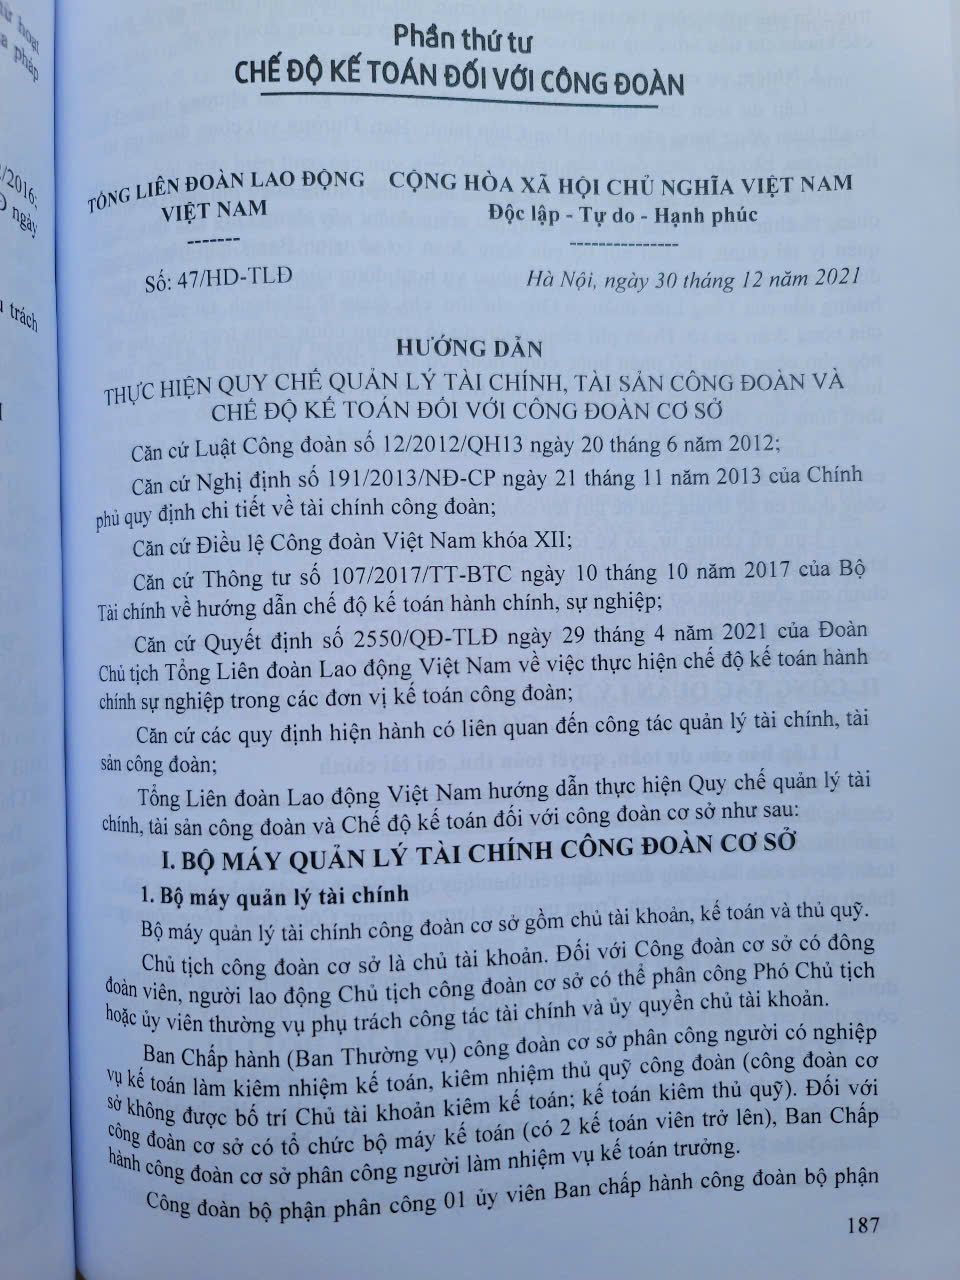 từ hoạt
pháp
/2016;
ngày
trách
Phần thứ tư
CHẾ ĐỘ KẾ TOÁN ĐỐI VỚI CÔNG ĐOÀN
TỔNG LIÊN ĐOÀN LAO ĐỘNG
VIỆT NAM
-------
Số: 47/HD-TLĐ
CỘNG HÒA XÃ HỘI CHỦ NGHĨA VIỆT NAM
Độc lập - Tự do - Hạnh phúc
---------------
Hà Nội, ngày 30 tháng 12 năm 2021
HƯỚNG DẪN
THỰC HIỆN QUY CHẾ QUẢN LÝ TÀI CHÍNH, TÀI SẢN CÔNG ĐOÀN VÀ
CHẾ ĐỘ KẾ TOÁN ĐỐI VỚI CÔNG ĐOÀN CƠ SỞ
Căn cứ Luật Công đoàn số 12/2012/QH13 ngày 20 tháng 6 năm 2012;
Căn cứ Nghị định số 191/2013/NĐ-CP ngày 21 tháng 11 năm 2013 của Chính
phủ quy định chi tiết về tài chính công đoàn;
Căn cứ Điều lệ Công đoàn Việt Nam khóa XII;
Căn cứ Thông tư số 107/2017/TT-BTC ngày 10 tháng 10 năm 2017 của Bộ
Tài chính về hướng dẫn chế độ kế toán hành chính, sự nghiệp;
Căn cứ Quyết định số 2550/QĐ-TLĐ ngày 29 tháng 4 năm 2021 của Đoàn
Chủ tịch Tổng Liên đoàn Lao động Việt Nam về việc thực hiện chế độ kế toán hành
chính sự nghiệp trong các đơn vị kế toán công đoàn;
Căn cứ các quy định hiện hành có liên quan đến công tác quản lý tài chính, tài
sản công đoàn;
Tổng Liên đoàn Lao động Việt Nam hướng dẫn thực hiện Quy chế quản lý tài
chính, tài sản công đoàn và Chế độ kế toán đối với công đoàn cơ sở như sau:
I. BỘ MÁY QUẢN LÝ TÀI CHÍNH CÔNG ĐOÀN CƠ SỞ
1. Bộ máy quản lý tài chính
Bộ máy quản lý tài chính công đoàn cơ sở gồm chủ tài khoản, kế toán và thủ quỹ.
Chủ tịch công đoàn cơ sở là chủ tài khoản. Đối với Công đoàn cơ sở có đông
đoàn viên, người lao động Chủ tịch công đoàn cơ sở có thể phân công Phó Chủ tịch
hoặc ủy viên thường vụ phụ trách công tác tài chính và ủy quyền chủ tài khoản.
Ban Chấp hành (Ban Thường vụ) công đoàn cơ sở phân công người có nghiệp
vụ kế toán làm kiêm nhiệm kế toán, kiêm nhiệm thủ quỹ công đoàn (công đoàn cơ
sở không được bố trí Chủ tài khoản kiêm kế toán; kế toán kiêm thủ quỹ). Đối với
công đoàn cơ sở có tổ chức bộ máy kế toán (có 2 kế toán viên trở lên), Ban Chấp
hành công đoàn cơ sở phân công người làm nhiệm vụ kế toán trưởng.
Công đoàn bộ phận phân công 01 ủy viên Ban chấp hành công đoàn bộ phận
187